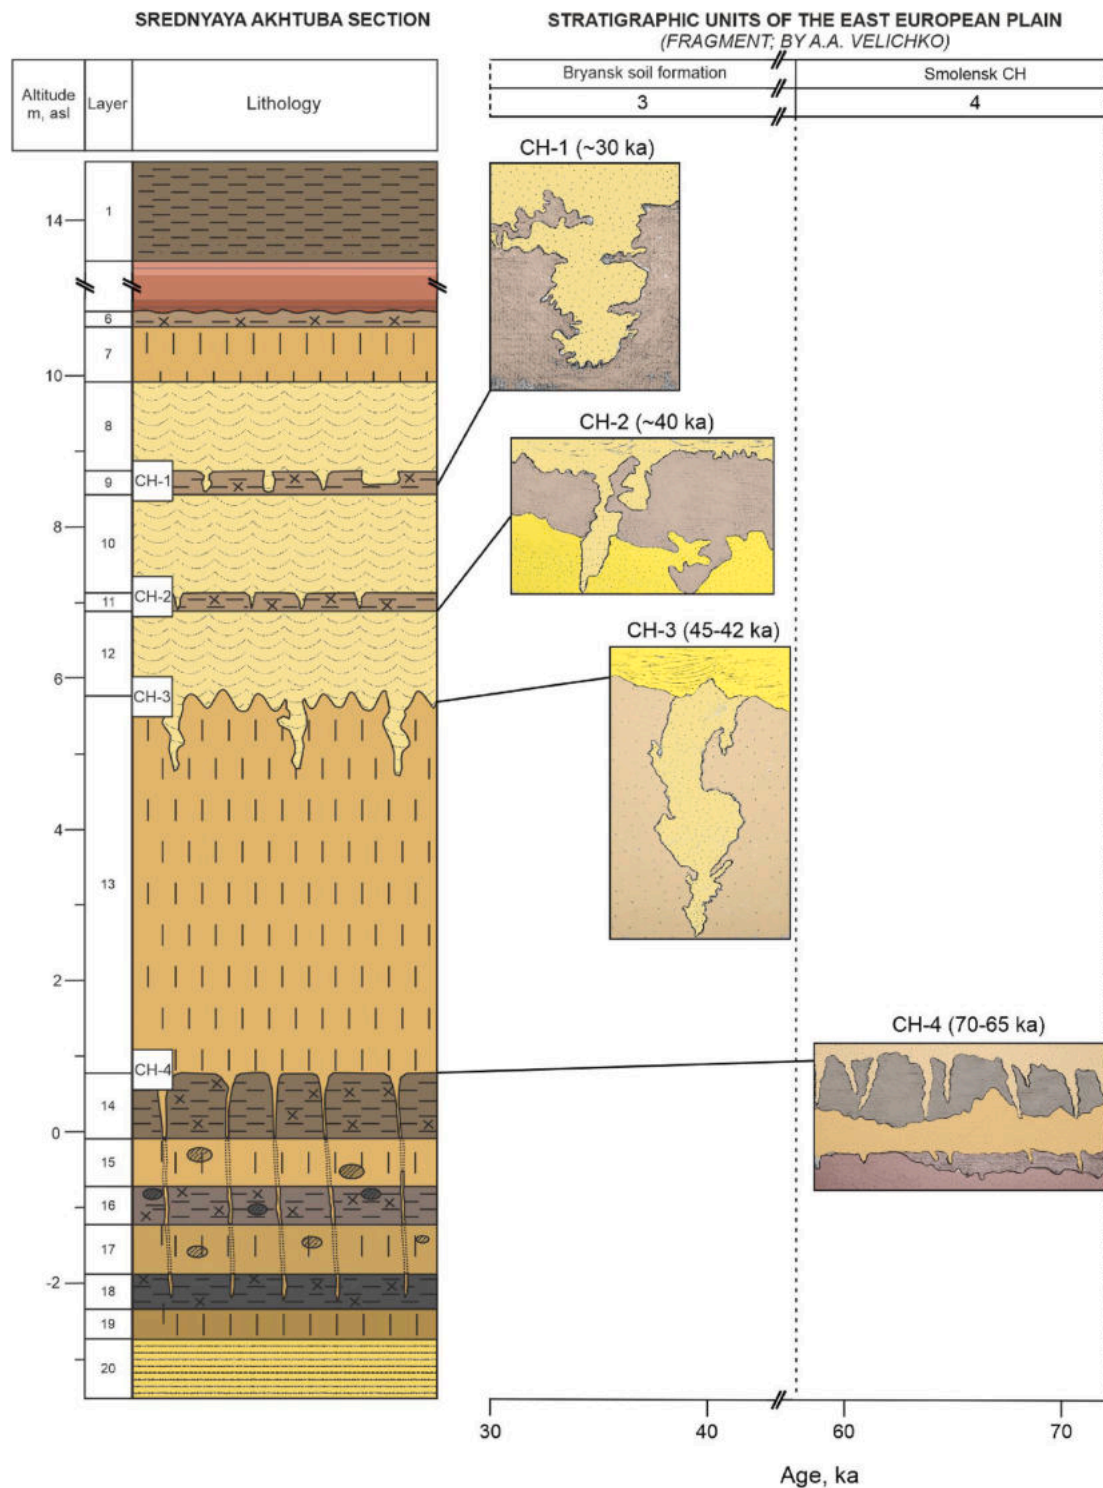 SREDNYAYA AKHTUBA SECTION
STRATIGRAPHIC UNITS OF THE EAST EUROPEAN PLAIN
(FRAGMENT; BY A.A. VELICHKO)
Altitude
m, asl
Layer
Lithology
Bryansk soil formation
Smolensk CH
3
4
14
10
8
6
4
2
0
-2
1
6
7
8
9
10
11
12
13
14
15
16
17
18
19
20
CH-1
CH-2
CH-3
CH-4
CH-1 (~30 ka)
CH-2 (~40 ka)
CH-3 (45-42 ka)
CH-4 (70-65 ka)
30
40
60
70
Age, ka